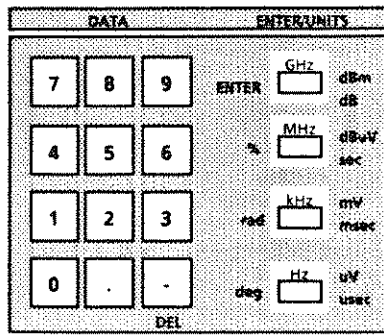 DATA ENTER/UNITS
GHz
7 8 9 ENTER dBm
dB
MHz
4 5 6 % dBuV
sec
kHz
1 2 3 rad mV
msec
Hz
0 . - deg uV
usec
DEL